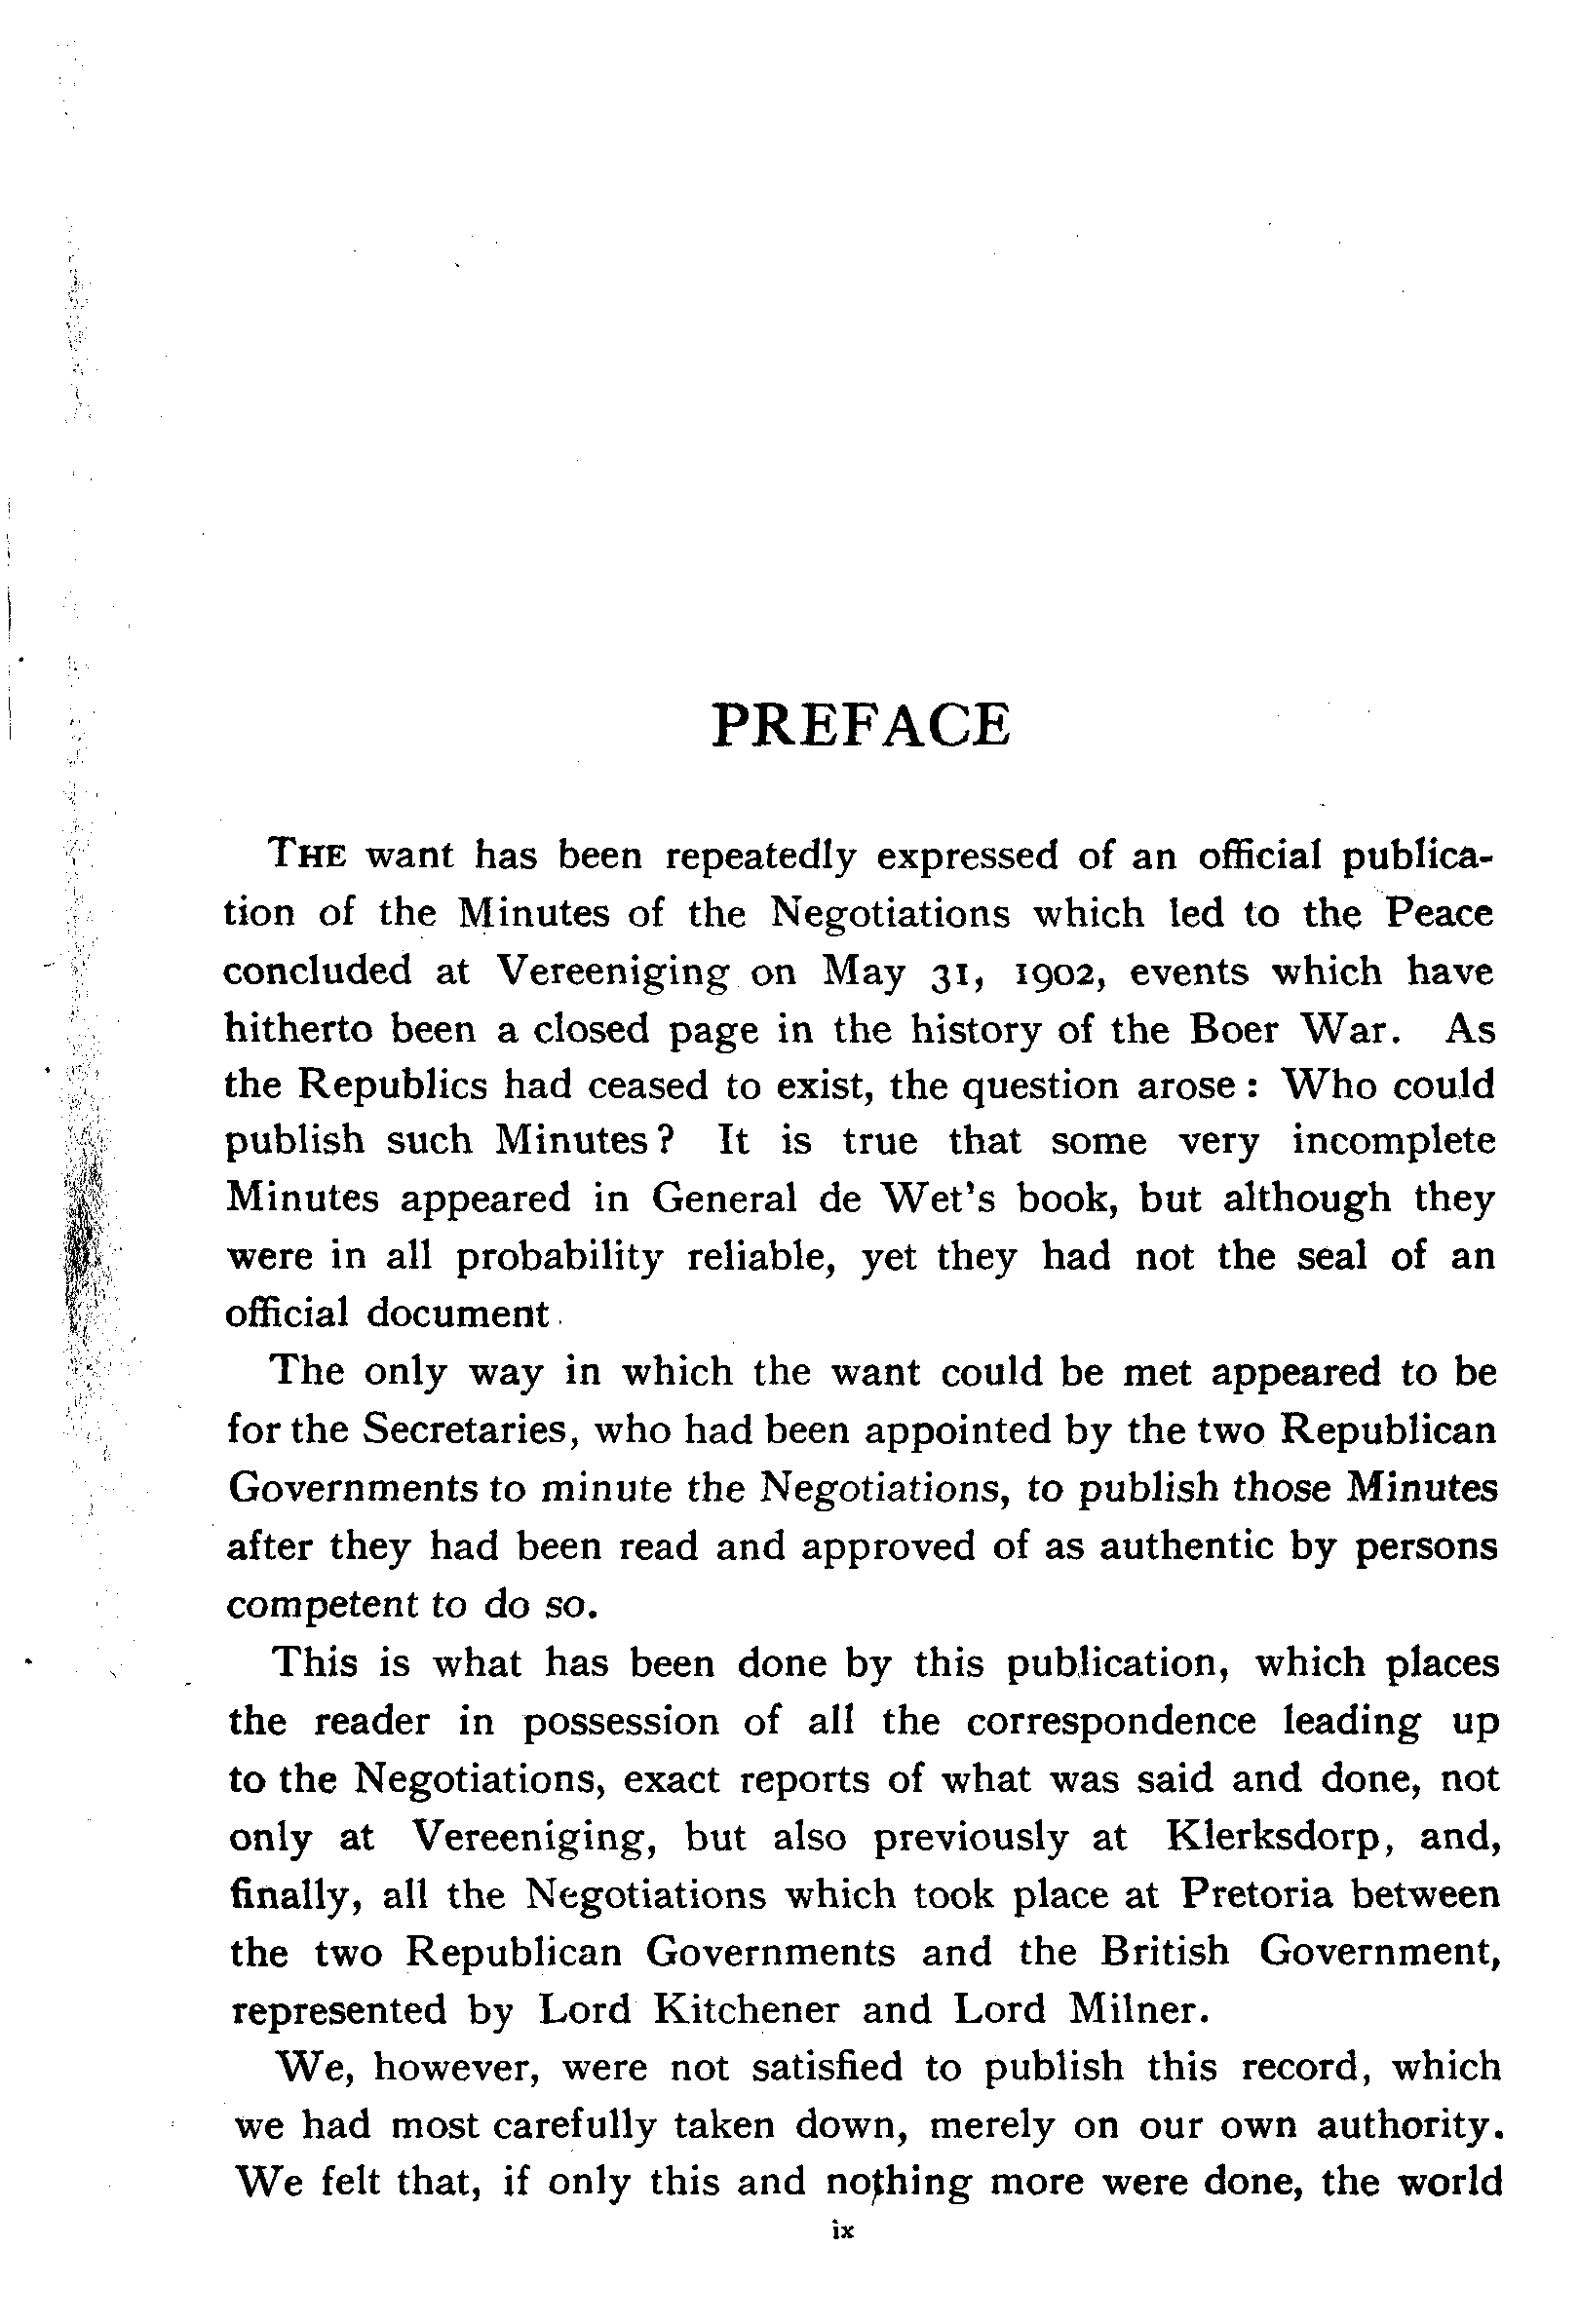 PREFACE
THE want has been repeatedly expressed of an official publica-
tion of the Minutes of the Negotiations which led to the Peace
concluded at Vereeniging on May 31, 1902, events which have
hitherto been a closed page in the history of the Boer War. As
the Republics had ceased to exist, the question arose : Who could
publish such Minutes ? It is true that some very incomplete
Minutes appeared in General de Wet's book, but although they
were in all probability reliable, yet they had not the seal of an
official document.
The only way in which the want could be met appeared to be
for the Secretaries, who had been appointed by the two Republican
Governments to minute the Negotiations, to publish those Minutes
after they had been read and approved of as authentic by persons
competent to do so.
This is what has been done by this publication, which places
the reader in possession of all the correspondence leading up
to the Negotiations, exact reports of what was said and done, not
only at Vereeniging, but also previously at Klerksdorp, and,
finally, all the Negotiations which took place at Pretoria between
the two Republican Governments and the British Government,
represented by Lord Kitchener and Lord Milner.
We, however, were not satisfied to publish this record, which
we had most carefully taken down, merely on our own authority.
We felt that, if only this and nothing more were done, the world
ix